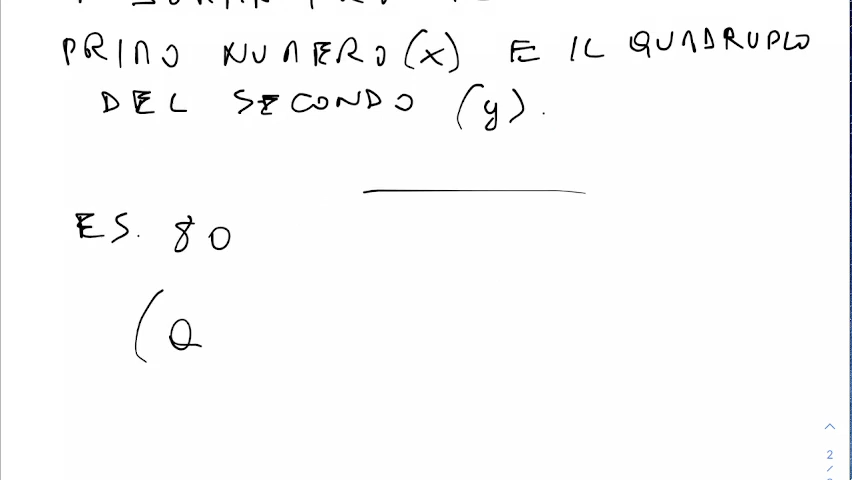 PRIMO NUMERO (x) E IL QUADRUPLO
DEL SECONDO (y).
ES. 80
(Q
2
/